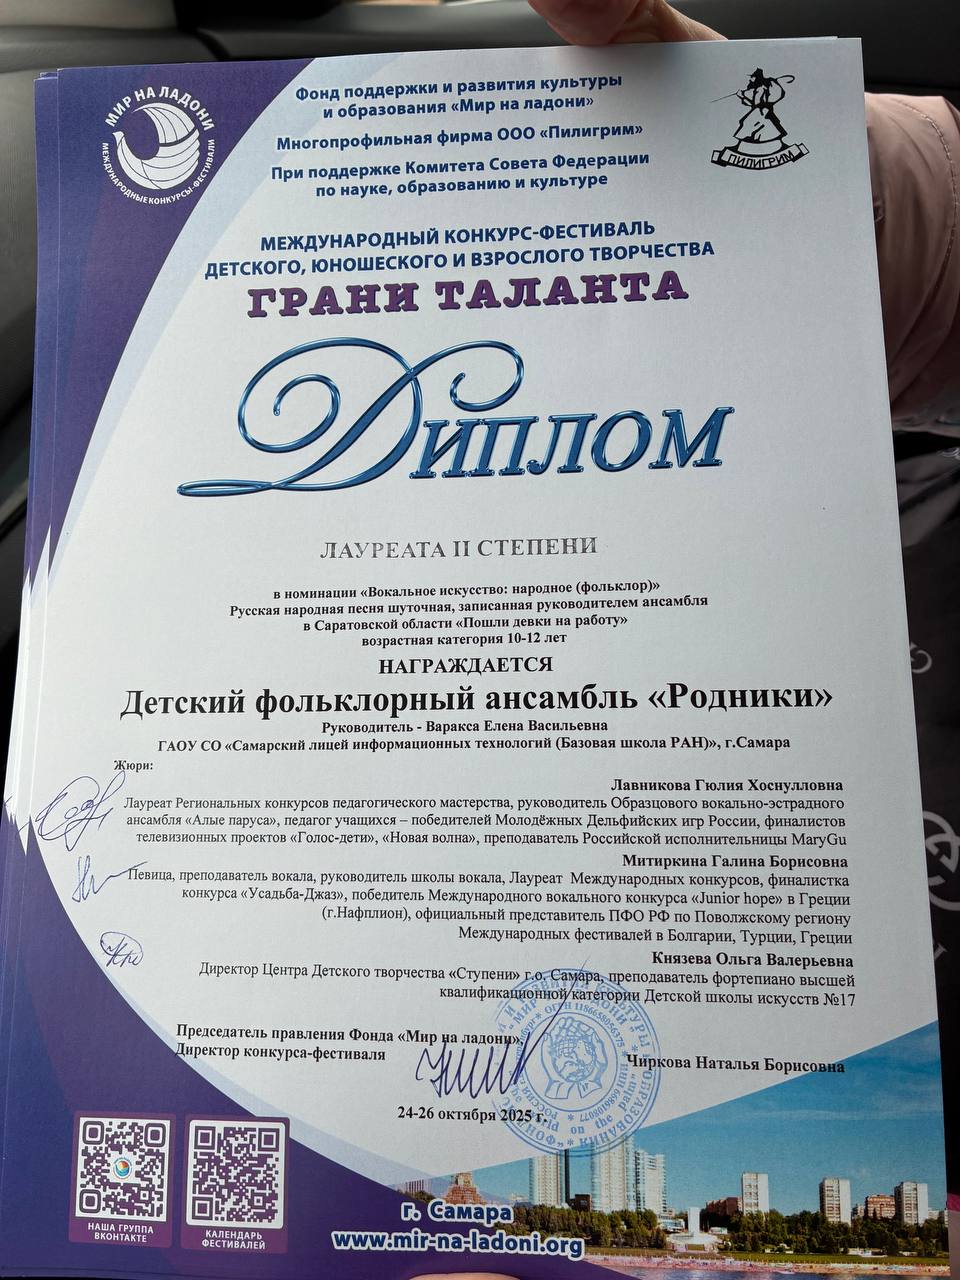 МИР НА ЛАДОНИ
МЕЖДУНАРОДНЫЕ КОНКУРСЫ-ФЕСТИВАЛИ
Фонд поддержки и развития культуры
и образования «Мир на ладони»
Многопрофильная фирма ООО «Пилигрим»
При поддержке Комитета Совета Федерации
по науке, образованию и культуре
ПИЛИГРИМ
МЕЖДУНАРОДНЫЙ КОНКУРС-ФЕСТИВАЛЬ
ДЕТСКОГО, ЮНОШЕСКОГО И ВЗРОСЛОГО ТВОРЧЕСТВА
ГРАНИ ТАЛАНТА
Диплом
ЛАУРЕАТА II СТЕПЕНИ
в номинации «Вокальное искусство: народное (фольклор)»
Русская народная песня шуточная, записанная руководителем ансамбля
в Саратовской области «Пошли девки на работу»
возрастная категория 10-12 лет
НАГРАЖДАЕТСЯ
Детский фольклорный ансамбль «Родники»
Руководитель - Варакса Елена Васильевна
ГАОУ СО «Самарский лицей информационных технологий (Базовая школа РАН)», г.Самара
Жюри:
Лавникова Гюлия Хоснулловна
Лауреат Региональных конкурсов педагогического мастерства, руководитель Образцового вокально-эстрадного
ансамбля «Алые паруса», педагог учащихся – победителей Молодёжных Дельфийских игр России, финалистов
телевизионных проектов «Голос-дети», «Новая волна», преподаватель Российской исполнительницы MaryGu
Митиркина Галина Борисовна
Певица, преподаватель вокала, руководитель школы вокала, Лауреат Международных конкурсов, финалистка
конкурса «Усадьба-Джаз», победитель Международного вокального конкурса «Junior hope» в Греции
(г.Нафплион), официальный представитель ПФО РФ по Поволжскому региону
Международных фестивалей в Болгарии, Турции, Греции
Князева Ольга Валерьевна
Директор Центра Детского творчества «Ступени» г.о. Самара, преподаватель фортепиано высшей
квалификационной категории Детской школы искусств №17
Председатель правления Фонда «Мир на ладони»,
Директор конкурса-фестиваля
Чиркова Наталья Борисовна
24-26 октября 2025 г.
НАША ГРУППА
ВКОНТАКТЕ
КАЛЕНДАРЬ
ФЕСТИВАЛЕЙ
г. Самара
www.mir-na-ladoni.org